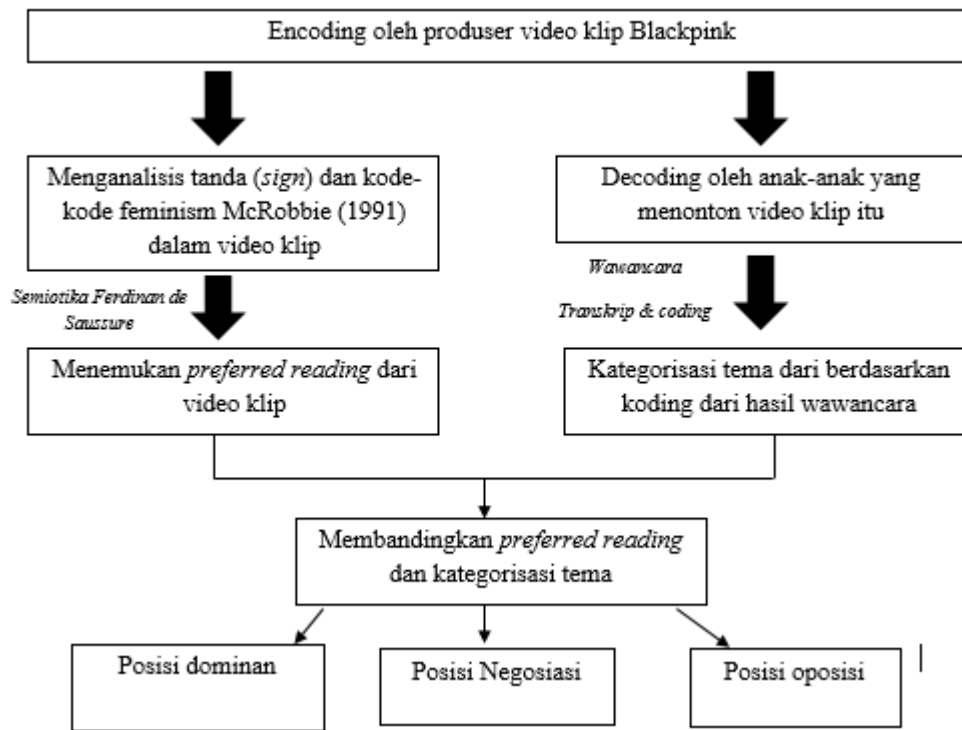 Encoding oleh produser video klip Blackpink
Menganalisis tanda (sign) dan kode-
kode feminism McRobbie (1991)
dalam video klip
Decoding oleh anak-anak yang
menonton video klip itu
Semiotika Ferdinan de
Saussure
Wawancara
Transkrip & coding
Menemukan preferred reading dari
video klip
Kategorisasi tema dari berdasarkan
koding dari hasil wawancara
Membandingkan preferred reading
dan kategorisasi tema
Posisi dominan
Posisi Negosiasi
Posisi oposisi